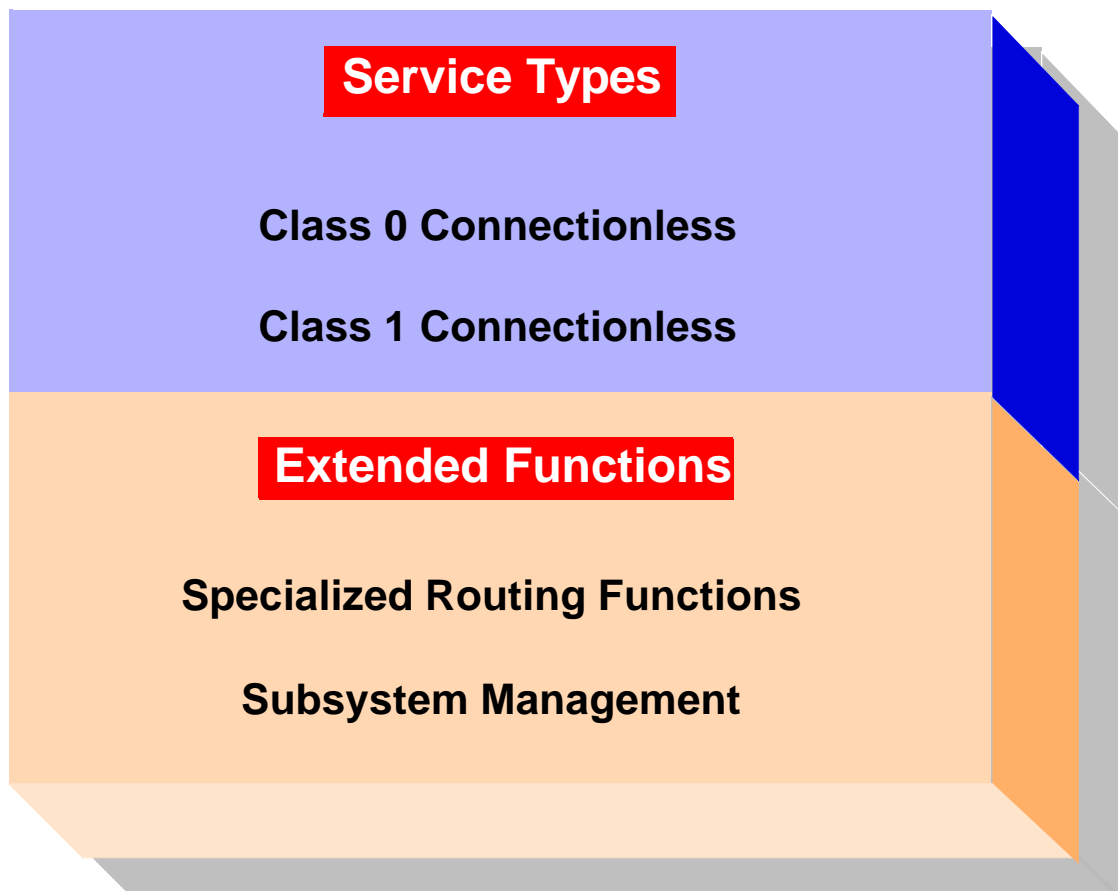 Service Types
Class 0 Connectionless
Class 1 Connectionless
Extended Functions
Specialized Routing Functions
Subsystem Management